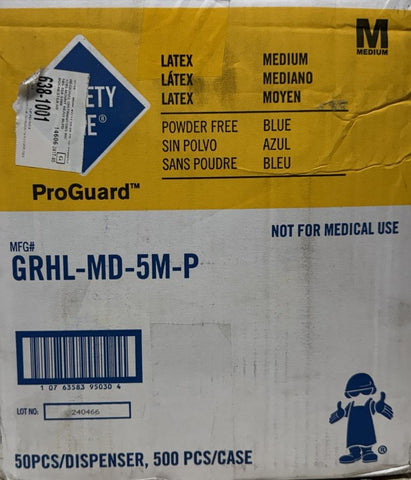 M
MEDIUM
LATEX MEDIUM
LÁTEX MEDIANO
LATEX MOYEN
POWDER FREE BLUE
SIN POLVO AZUL
SANS POUDRE BLEU
638-1001
14606
ETY
E®
ProGuard™
NOT FOR MEDICAL USE
MFG#
GRHL-MD-5M-P
1 07 63583 95030 4
LOT NO: 240466
®
50PCS/DISPENSER, 500 PCS/CASE